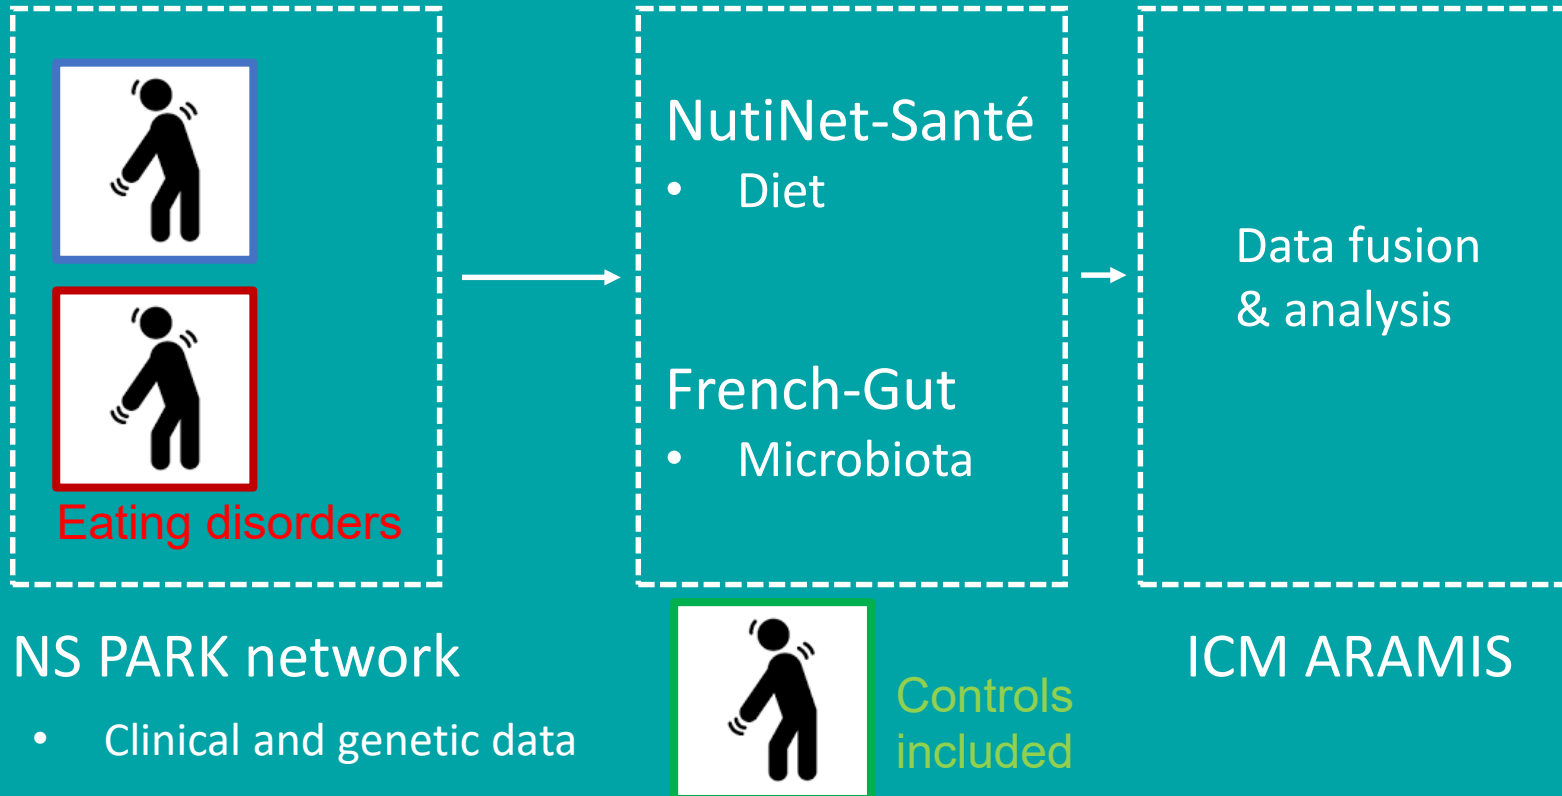 Eating disorders
NS PARK network
• Clinical and genetic data
NutiNet-Santé
• Diet
French-Gut
• Microbiota
Controls
included
Data fusion
& analysis
ICM ARAMIS